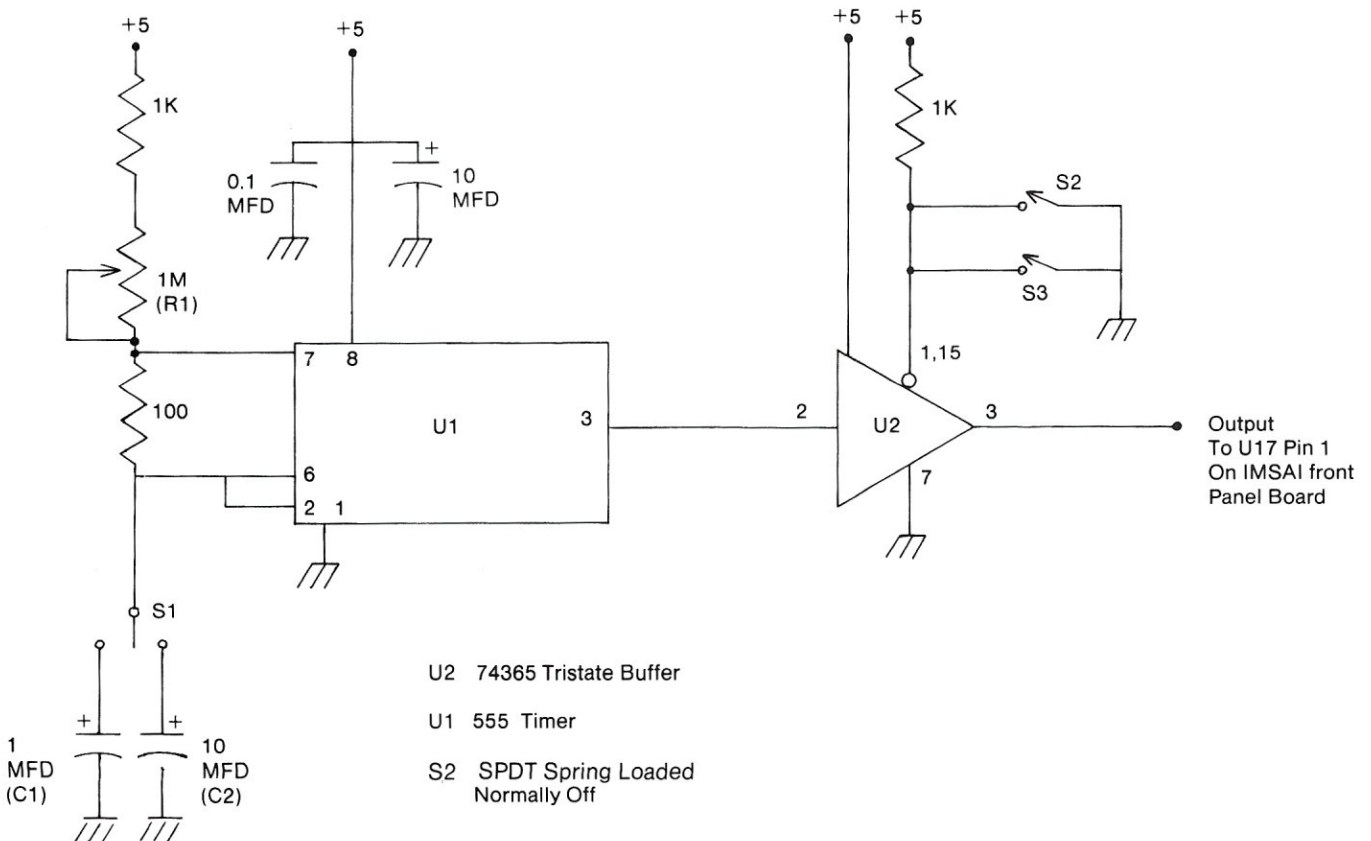 +5
1K
1M
(R1)
100
+5
0.1
MFD
+
10
MFD
7
8
U1
3
6
2
1
S1
+
1
MFD
(C1)
+
10
MFD
(C2)
+5
+5
1K
S2
S3
1,15
2
U2
3
7
Output
To U17 Pin 1
On IMSAI front
Panel Board
U2 74365 Tristate Buffer
U1 555 Timer
S2 SPDT Spring Loaded
Normally Off